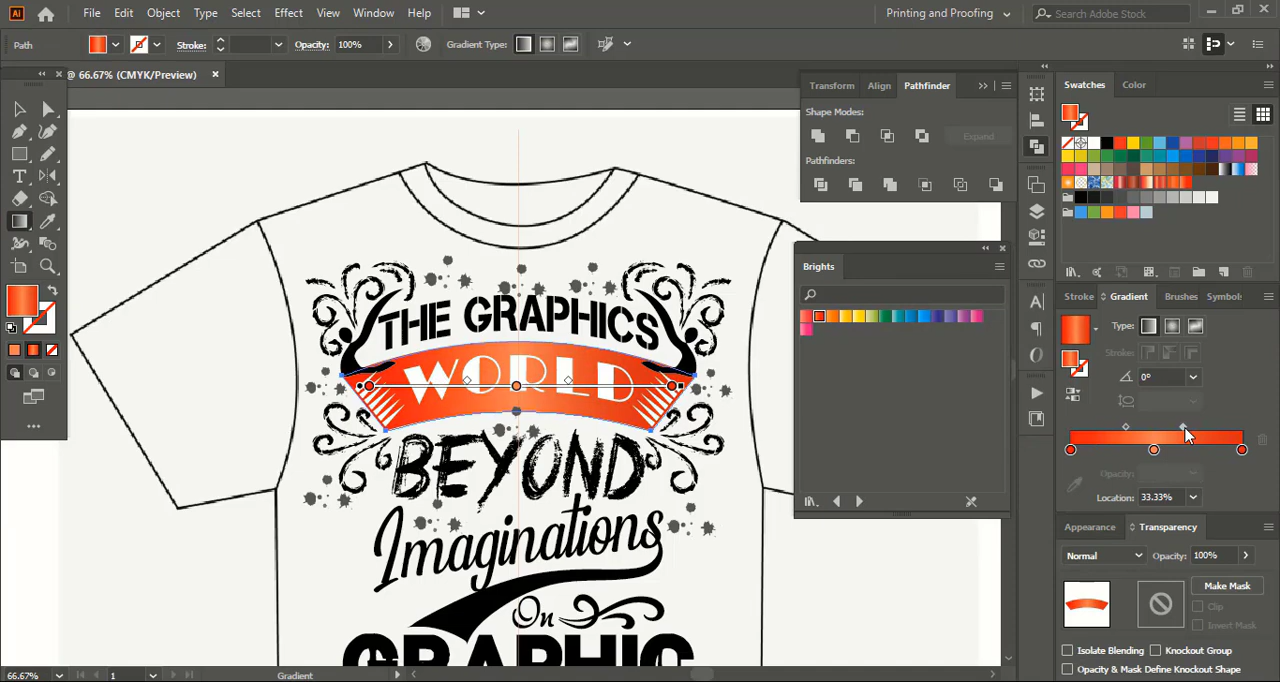 File Edit Object Type Select Effect View Window Help
Printing and Proofing
Search Adobe Stock
Path
Stroke:
Opacity: 100%
Gradient Type:
@ 66.67% (CMYK/Preview)
Transform Align Pathfinder
Shape Modes:
Expand
Pathfinders:
Swatches Color
Brights
Stroke Gradient Brushes Symbols
Type:
Stroke:
0°
Opacity:
Location: 33.33%
Appearance Transparency
Normal
Opacity: 100%
Make Mask
Clip
Invert Mask
Isolate Blending Knockout Group
Opacity & Mask Define Knockout Shape
THE GRAPHICS
WORLD
BEYOND
Imaginations
On
GRAPHIC
66.67%
1
Gradient